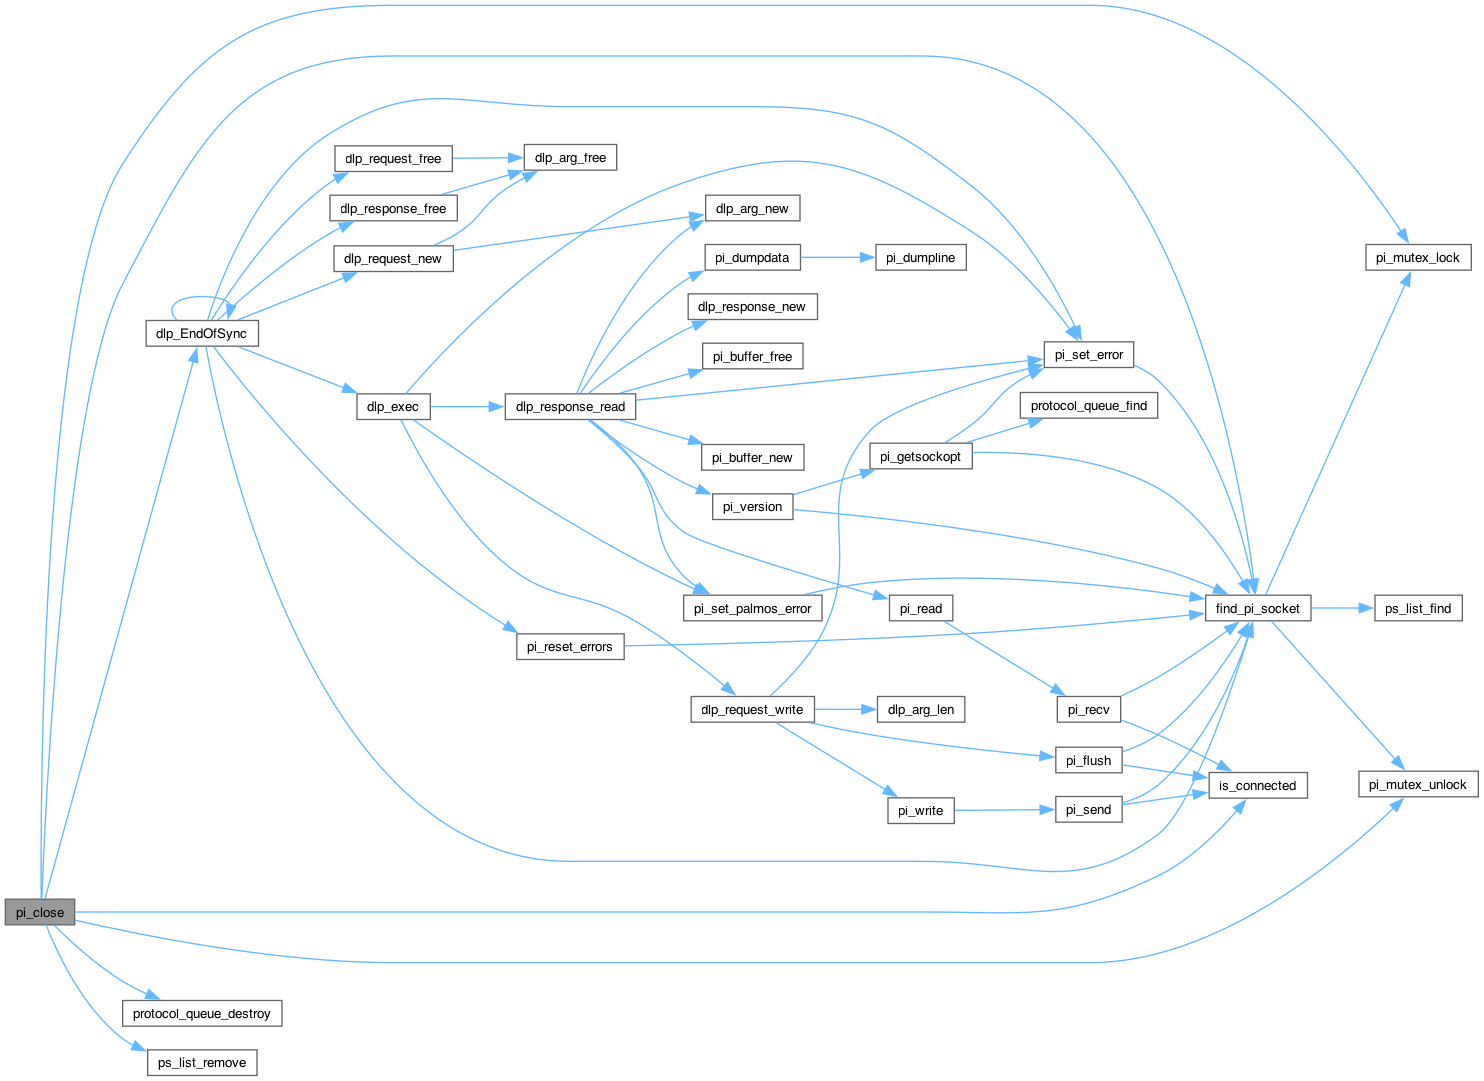 dlp_request_free
dlp_arg_free
dlp_response_free
dlp_arg_new
dlp_request_new
pi_mutex_lock
pi_dumpdata
pi_dumpline
dlp_response_new
dlp_EndOfSync
pi_buffer_free
pi_set_error
dlp_exec
dlp_response_read
protocol_queue_find
pi_buffer_new
pi_getsockopt
pi_version
pi_set_palmos_error
pi_read
find_pi_socket
ps_list_find
pi_reset_errors
dlp_request_write
dlp_arg_len
pi_recv
pi_flush
is_connected
pi_mutex_unlock
pi_write
pi_send
pi_close
protocol_queue_destroy
ps_list_remove